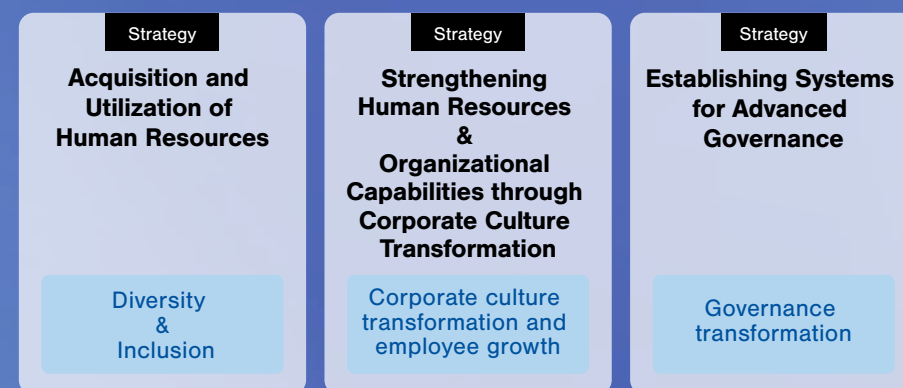 Strategy
Acquisition and
Utilization of
Human Resources
Diversity
&
Inclusion
Strategy
Strengthening
Human Resources
&
Organizational
Capabilities through
Corporate Culture
Transformation
Corporate culture
transformation and
employee growth
Strategy
Establishing Systems
for Advanced
Governance
Governance
transformation